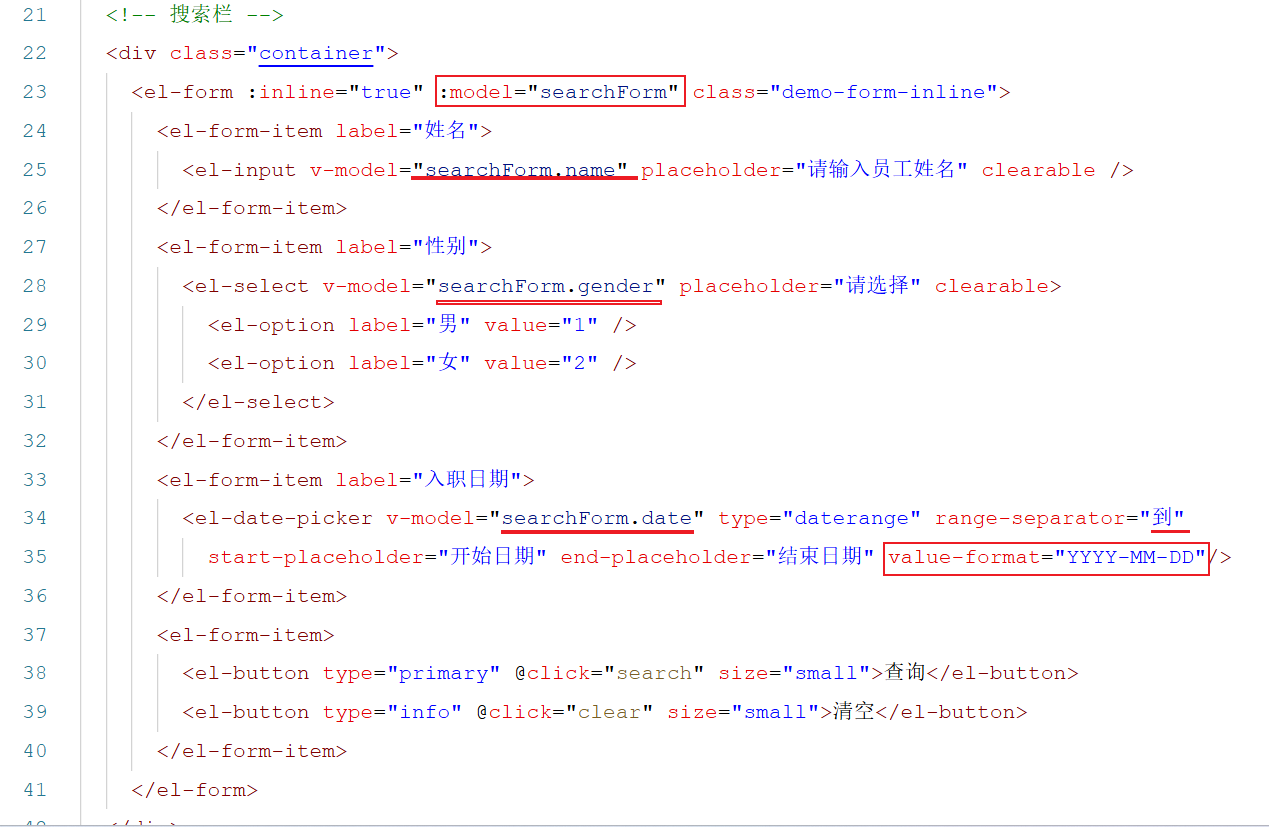 21 <!-- 搜索栏 -->
22 <div class="container">
23 <el-form :inline="true" :model="searchForm" class="demo-form-inline">
24 <el-form-item label="姓名">
25 <el-input v-model="searchForm.name" placeholder="请输入员工姓名" clearable />
26 </el-form-item>
27 <el-form-item label="性别">
28 <el-select v-model="searchForm.gender" placeholder="请选择" clearable>
29 <el-option label="男" value="1" />
30 <el-option label="女" value="2" />
31 </el-select>
32 </el-form-item>
33 <el-form-item label="入职日期">
34 <el-date-picker v-model="searchForm.date" type="daterange" range-separator="到"
35 start-placeholder="开始日期" end-placeholder="结束日期" value-format="YYYY-MM-DD"/>
36 </el-form-item>
37 <el-form-item>
38 <el-button type="primary" @click="search" size="small">查询</el-button>
39 <el-button type="info" @click="clear" size="small">清空</el-button>
40 </el-form-item>
41 </el-form>